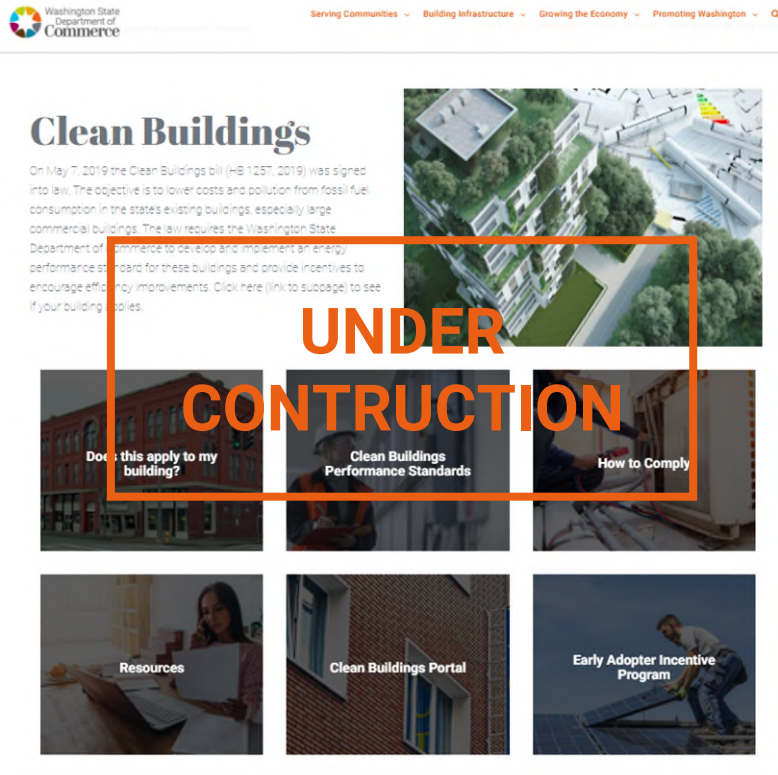 Washington State
Department of
Commerce
Serving Communities
Building Infrastructure
Growing the Economy
Promoting Washington
Clean Buildings
On May 7, 2019 the Clean Buildings bill (HB 1257, 2019) was signed
into law. The objective is to lower costs and pollution from fossil fuel
consumption in the state's existing buildings, especially large
commercial buildings. The law requires the Washington State
Department of Commerce to develop and implement an energy
performance standard for these buildings and provide incentives to
encourage efficiency improvements. Click here (link to subpage) to see
if your building applies.
UNDER
CONTRUCTION
Does this apply to my
building?
Clean Buildings
Performance Standards
How to Comply
Resources
Clean Buildings Portal
Early Adopter Incentive
Program